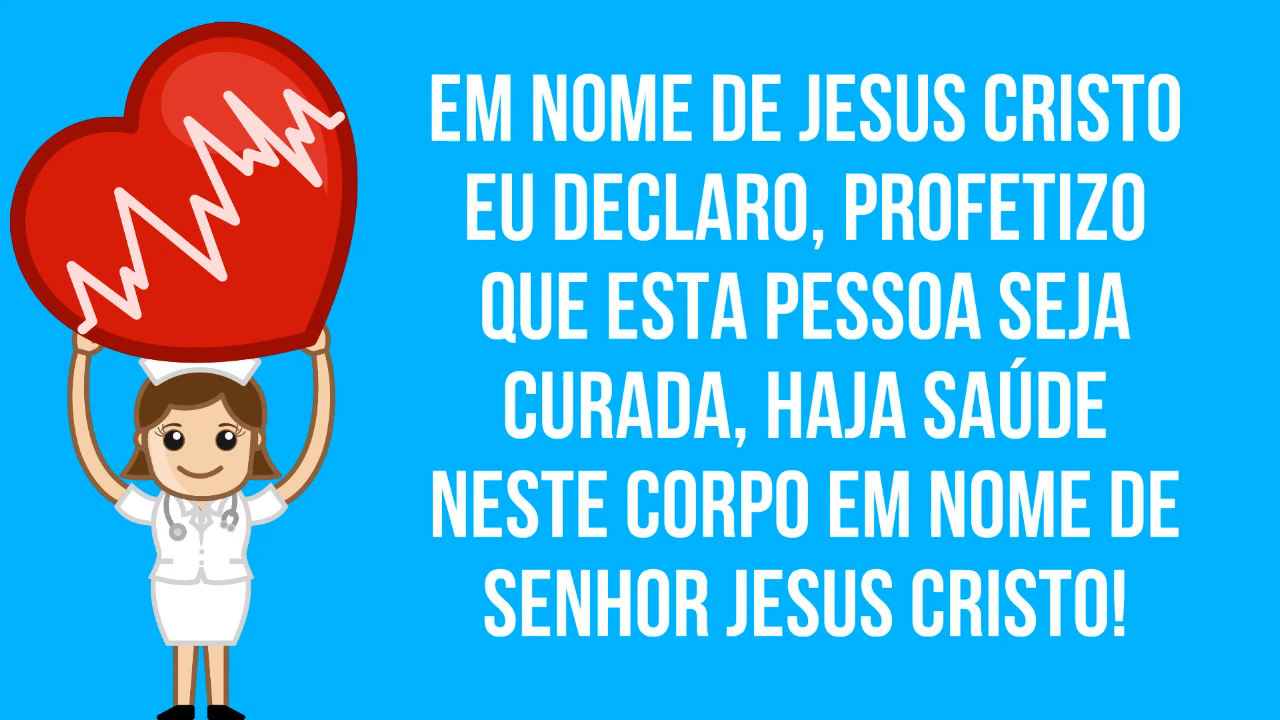 EM NOME DE JESUS CRISTO
EU DECLARO, PROFETIZO
QUE ESTA PESSOA SEJA
CURADA, HAJA SAÚDE
NESTE CORPO EM NOME DE
SENHOR JESUS CRISTO!